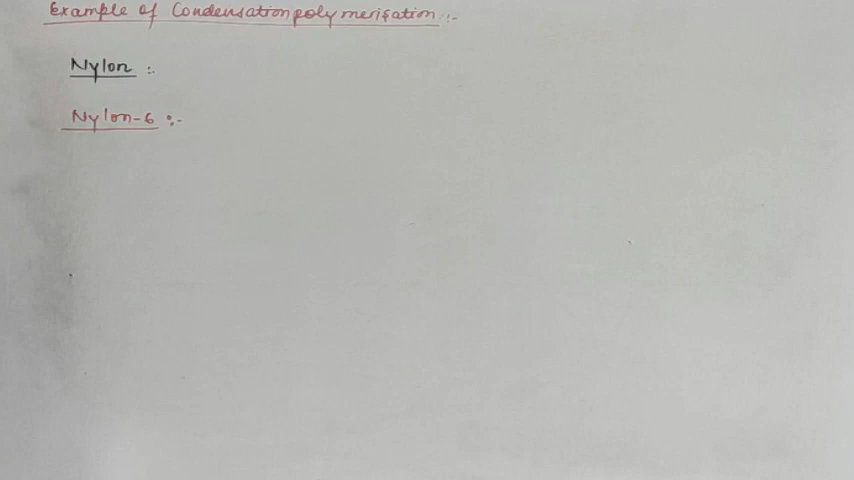 Example of Condensation polymerisation :-
Nylon :-
Nylon-6 :-